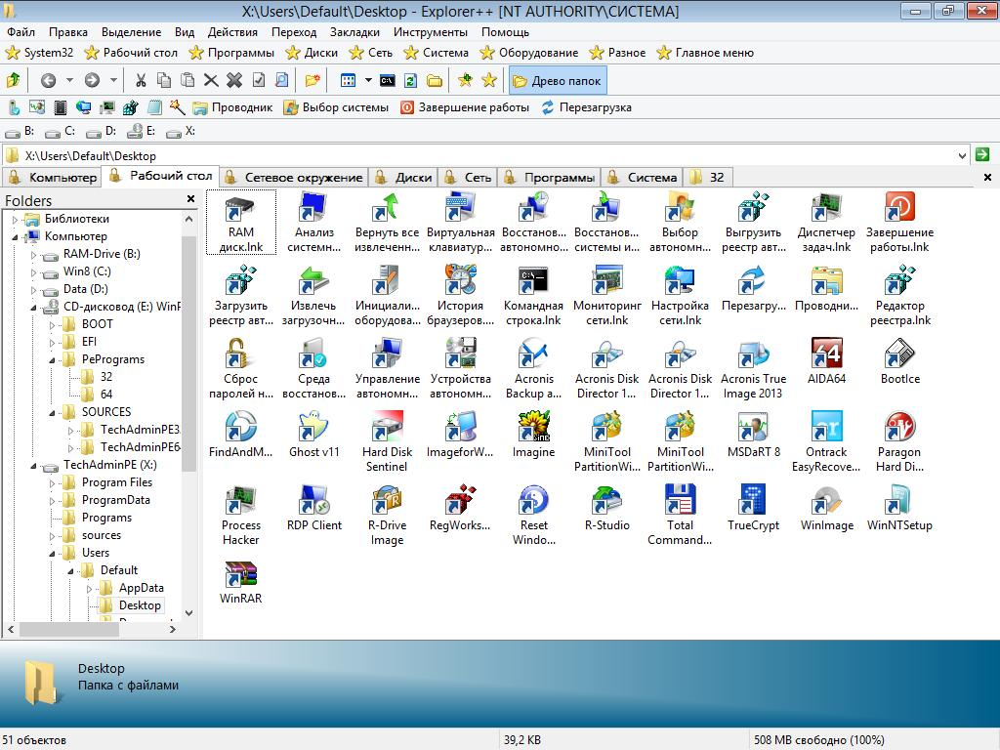 X:\Users\Default\Desktop - Explorer++ [NT AUTHORITY\СИСТЕМА]
Файл Правка Выделение Вид Действия Переход Закладки Инструменты Помощь
System32 Рабочий стол Программы Диски Сеть Система Оборудование Разное Главное меню
Древо папок
Проводник Выбор системы Завершение работы Перезагрузка
B: C: D: E: X:
X:\Users\Default\Desktop
Компьютер Рабочий стол Сетевое окружение Диски Сеть Программы Система 32
Folders
Библиотеки
Компьютер
RAM-Drive (B:)
Win8 (C:)
Data (D:)
CD-дисковод (E:) WinP
BOOT
EFI
PePrograms
32
64
SOURCES
TechAdminPE3
TechAdminPE6
TechAdminPE (X:)
Program Files
ProgramData
Programs
sources
Users
Default
AppData
Desktop
RAM Анализ Вернуть все Виртуальная Восстанов... Восстанов... Выбор Выгрузить Диспетчер Завершение
диск.lnk системн... извлеченн... клавиатур... автономно... системы и... автономн... реестр авт... задач.lnk работы.lnk
Загрузить Извлечь Инициали... История Командная Мониторинг Настройка Перезагру... Проводни... Редактор
реестр авт... загрузочн... оборудова... браузеров.... строка.lnk сети.lnk сети.lnk реестра.lnk
Сброс Среда Управление Устройства Acronis Acronis Disk Acronis Disk Acronis True AIDA64 BootIce
паролей н... восстанов... автономн... автономн... Backup a... Director 1... Director 1... Image 2013
FindAndM... Ghost v11 Hard Disk ImageforW... Imagine MiniTool MiniTool MSDaRT 8 Ontrack Paragon
Sentinel PartitionWi... PartitionWi... EasyRecove... Hard Di...
Process RDP Client R-Drive RegWorks... Reset R-Studio Total TrueCrypt WinImage WinNTSetup
Hacker Image Windo... Command...
WinRAR
Desktop
Папка с файлами
51 объектов 39,2 KB 508 MB свободно (100%)